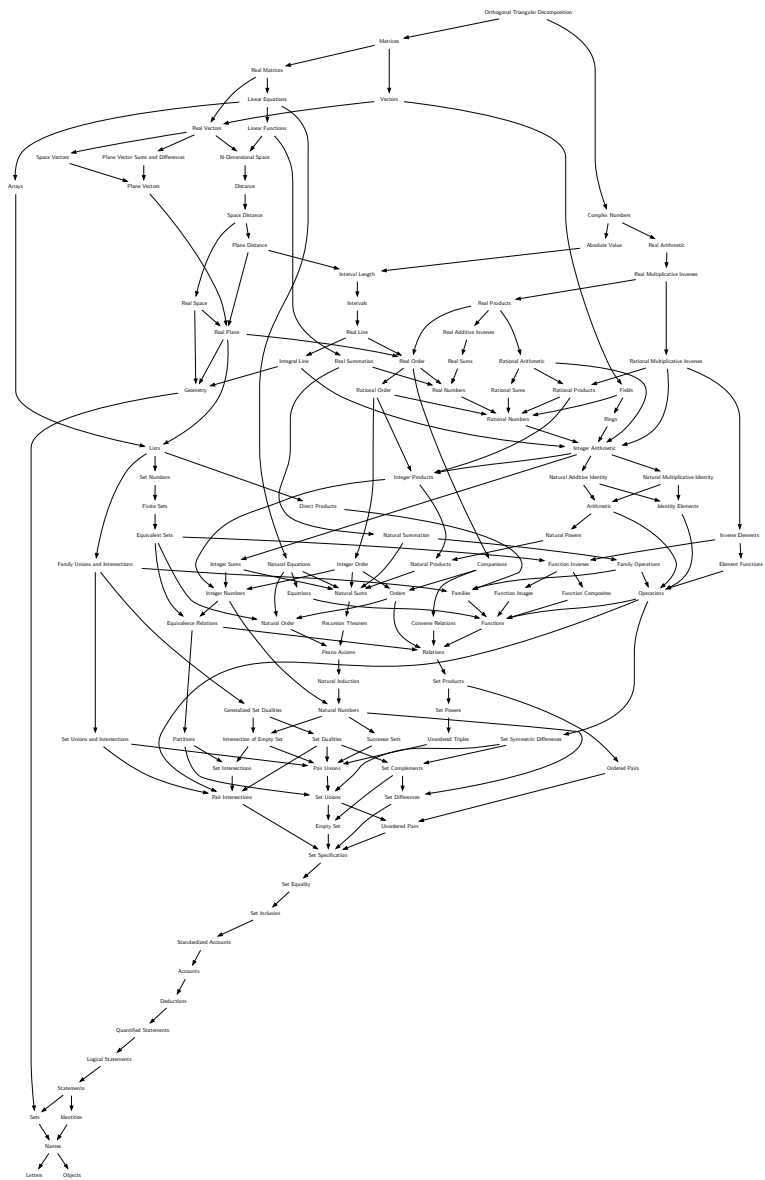 Orthogonal Triangular Decomposition
Matrices
Real Matrices
Linear Equations
Vectors
Real Vectors
Linear Functions
Space Vectors
Plane Vector Sums and Differences
N-Dimensional Space
Arrays
Plane Vectors
Distance
Space Distance
Complex Numbers
Plane Distance
Absolute Value
Real Arithmetic
Interval Length
Real Multiplicative Inverses
Real Space
Intervals
Real Products
Real Plane
Real Line
Real Additive Inverses
Integral Line
Real Summation
Real Order
Real Sums
Rational Arithmetic
Rational Multiplicative Inverses
Geometry
Rational Order
Real Numbers
Rational Sums
Rational Products
Fields
Rational Numbers
Rings
Lists
Integer Arithmetic
Set Numbers
Integer Products
Natural Additive Identity
Natural Multiplicative Identity
Finite Sets
Direct Products
Arithmetic
Identity Elements
Equivalent Sets
Natural Summation
Natural Powers
Inverse Elements
Family Unions and Intersections
Integer Sums
Natural Equations
Integer Order
Natural Products
Comparisons
Function Inverses
Family Operations
Element Functions
Integer Numbers
Equations
Natural Sums
Orders
Families
Function Images
Function Composites
Operations
Equivalence Relations
Natural Order
Recursion Theorem
Converse Relations
Functions
Peano Axioms
Relations
Natural Induction
Set Products
Generalized Set Dualities
Natural Numbers
Set Powers
Set Unions and Intersections
Partitions
Intersection of Empty Set
Set Dualities
Successor Sets
Unordered Triples
Set Symmetric Differences
Set Intersections
Pair Unions
Set Complements
Ordered Pairs
Pair Intersections
Set Unions
Set Differences
Empty Set
Unordered Pairs
Set Specification
Set Equality
Set Inclusion
Standardized Accounts
Accounts
Deductions
Quantified Statements
Logical Statements
Statements
Sets
Identities
Names
Letters
Objects